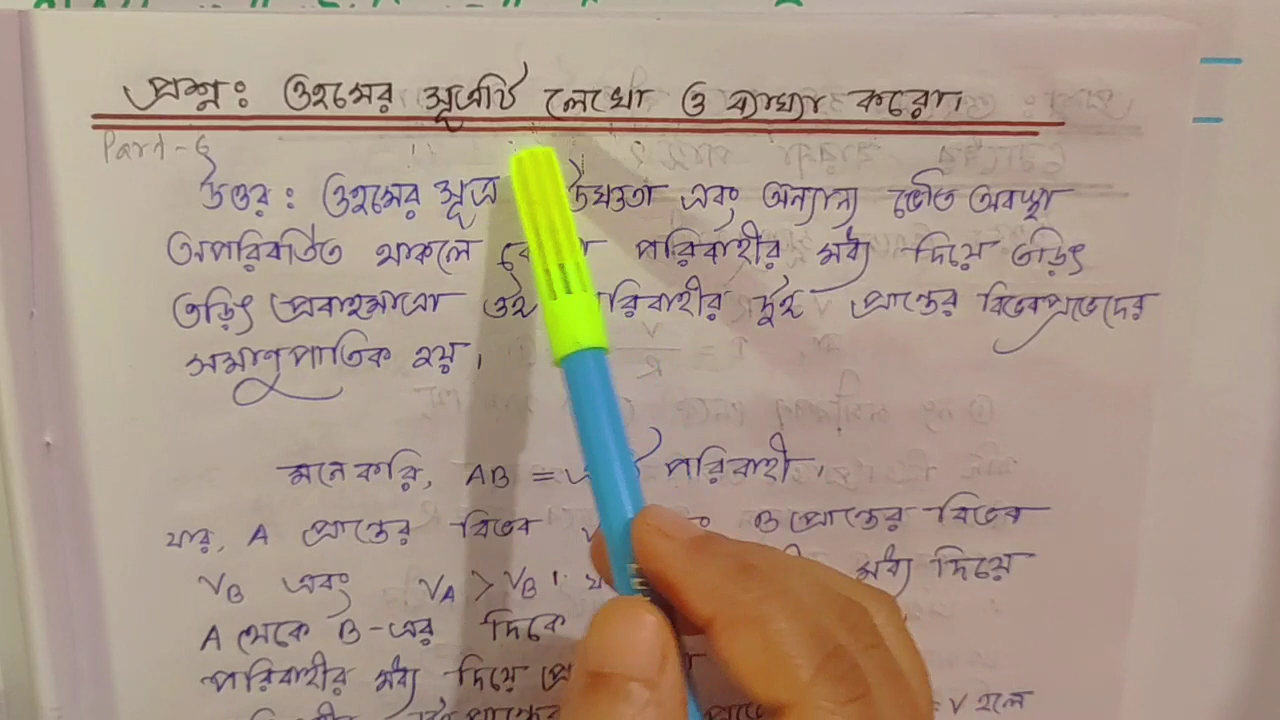 প্রশ্ন: ওহমের সূত্রটি লেখো ও ব্যাখ্যা করো।
Part-6
উত্তর: ওহমের সূত্র উষ্ণতা এবং অন্যান্য ভৌত অবস্থা
অপরিবর্তিত থাকলে পরিবাহীর মধ্য দিয়ে তড়িৎ
তড়িৎ প্রবাহমাত্রা ওই পরিবাহীর দুই প্রান্তের বিভবপ্রভেদের
সমানুপাতিক হয়।
মনে করি, AB = পরিবাহী।
যার, A প্রান্তের বিভব B প্রান্তের বিভব
VB এবং VA > VB। মধ্য দিয়ে
A থেকে B-এর দিকে
পরিবাহীর মধ্য দিয়ে
= V হলে